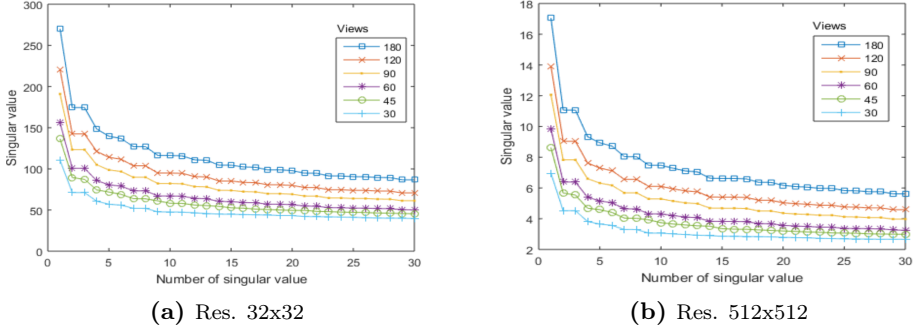 300
250
200
150
100
50
0
Singular value
0 5 10 15 20 25 30
Number of singular value
Views
180
120
90
60
45
30
(a) Res. 32x32
18
16
14
12
10
8
6
4
2
Singular value
0 5 10 15 20 25 30
Number of singular value
Views
180
120
90
60
45
30
(b) Res. 512x512